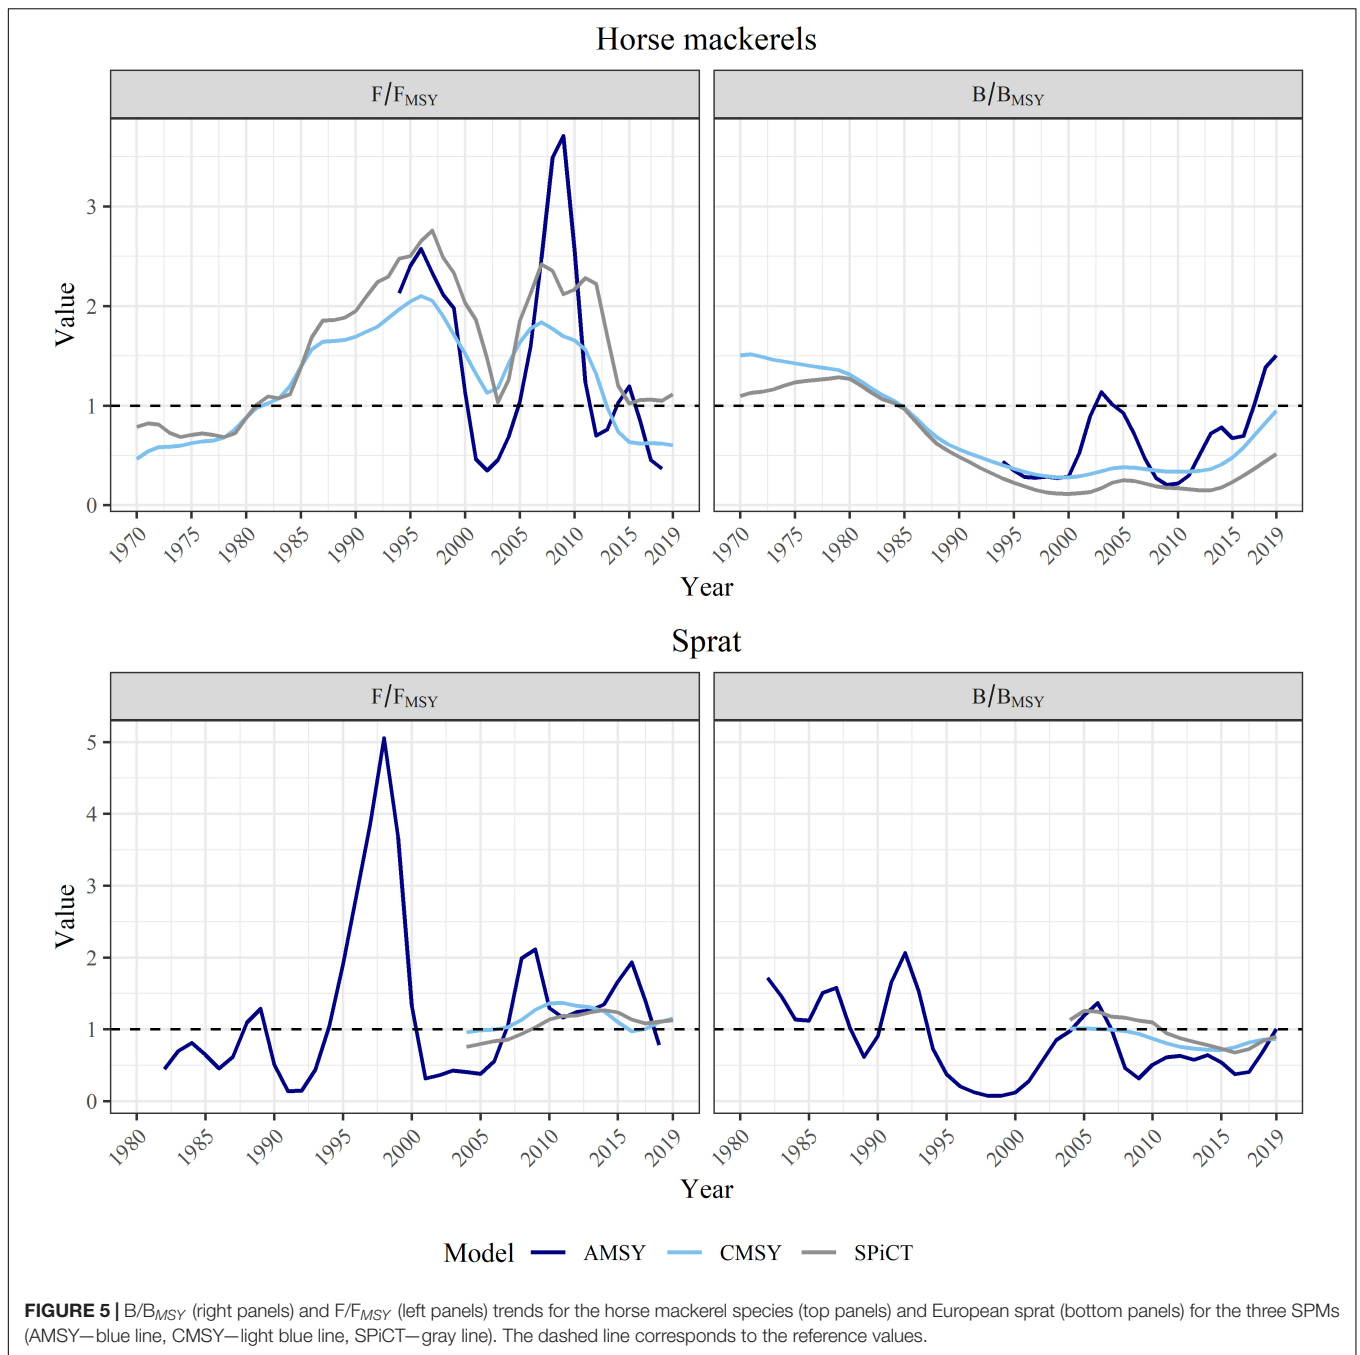 Horse mackerels
F/FMSY
B/BMSY
Value
3
2
1
0
1970 1975 1980 1985 1990 1995 2000 2005 2010 2015 2019
1970 1975 1980 1985 1990 1995 2000 2005 2010 2015 2019
Year
Sprat
F/FMSY
B/BMSY
Value
5
4
3
2
1
0
1980 1985 1990 1995 2000 2005 2010 2015 2019
1980 1985 1990 1995 2000 2005 2010 2015 2019
Year
Model AMSY CMSY SPiCT
FIGURE 5 | B/BMSY (right panels) and F/FMSY (left panels) trends for the horse mackerel species (top panels) and European sprat (bottom panels) for the three SPMs
(AMSY—blue line, CMSY—light blue line, SPiCT—gray line). The dashed line corresponds to the reference values.